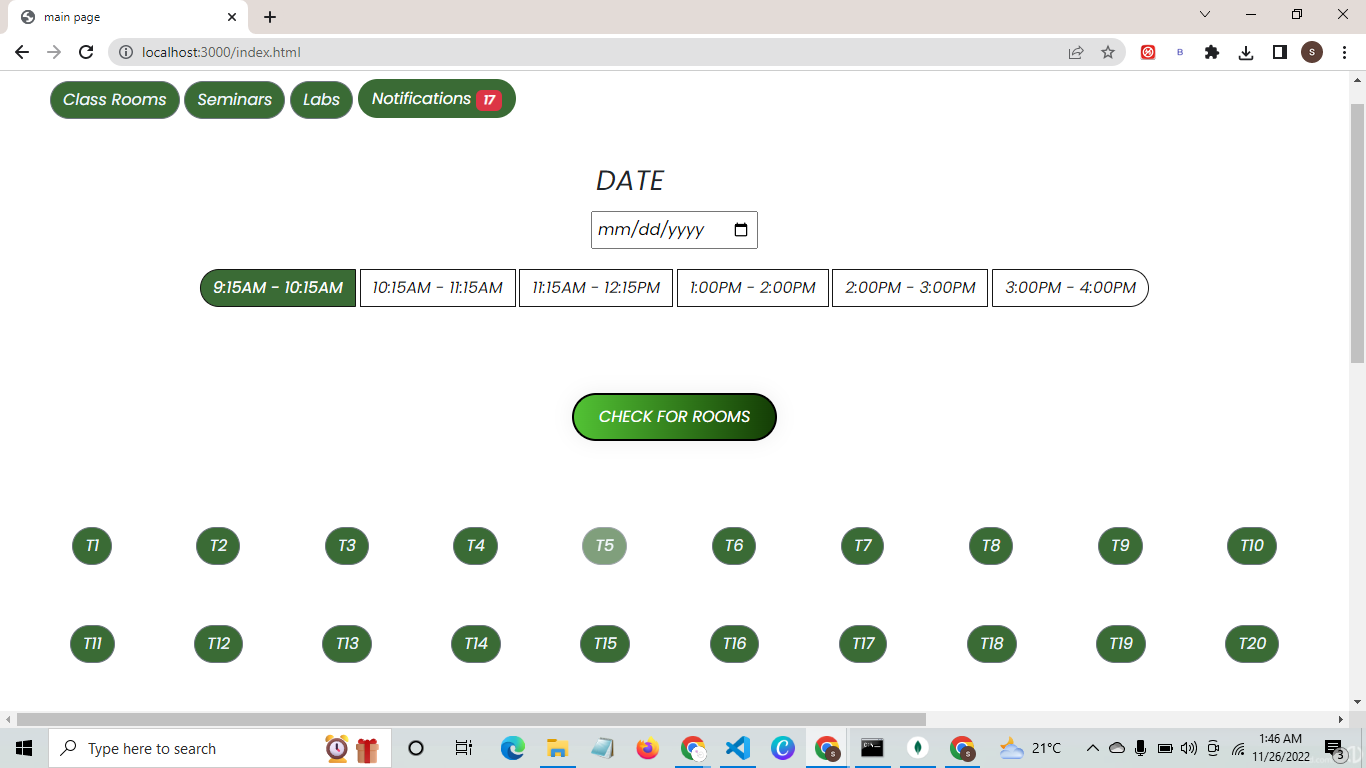 main page
localhost:3000/index.html
B
S
Class Rooms Seminars Labs Notifications 17
DATE
mm/dd/yyyy
9:15AM - 10:15AM 10:15AM - 11:15AM 11:15AM - 12:15PM 1:00PM - 2:00PM 2:00PM - 3:00PM 3:00PM - 4:00PM
CHECK FOR ROOMS
T1 T2 T3 T4 T5 T6 T7 T8 T9 T10
T11 T12 T13 T14 T15 T16 T17 T18 T19 T20
Type here to search
S
S
21°C
1:46 AM
11/26/2022
3